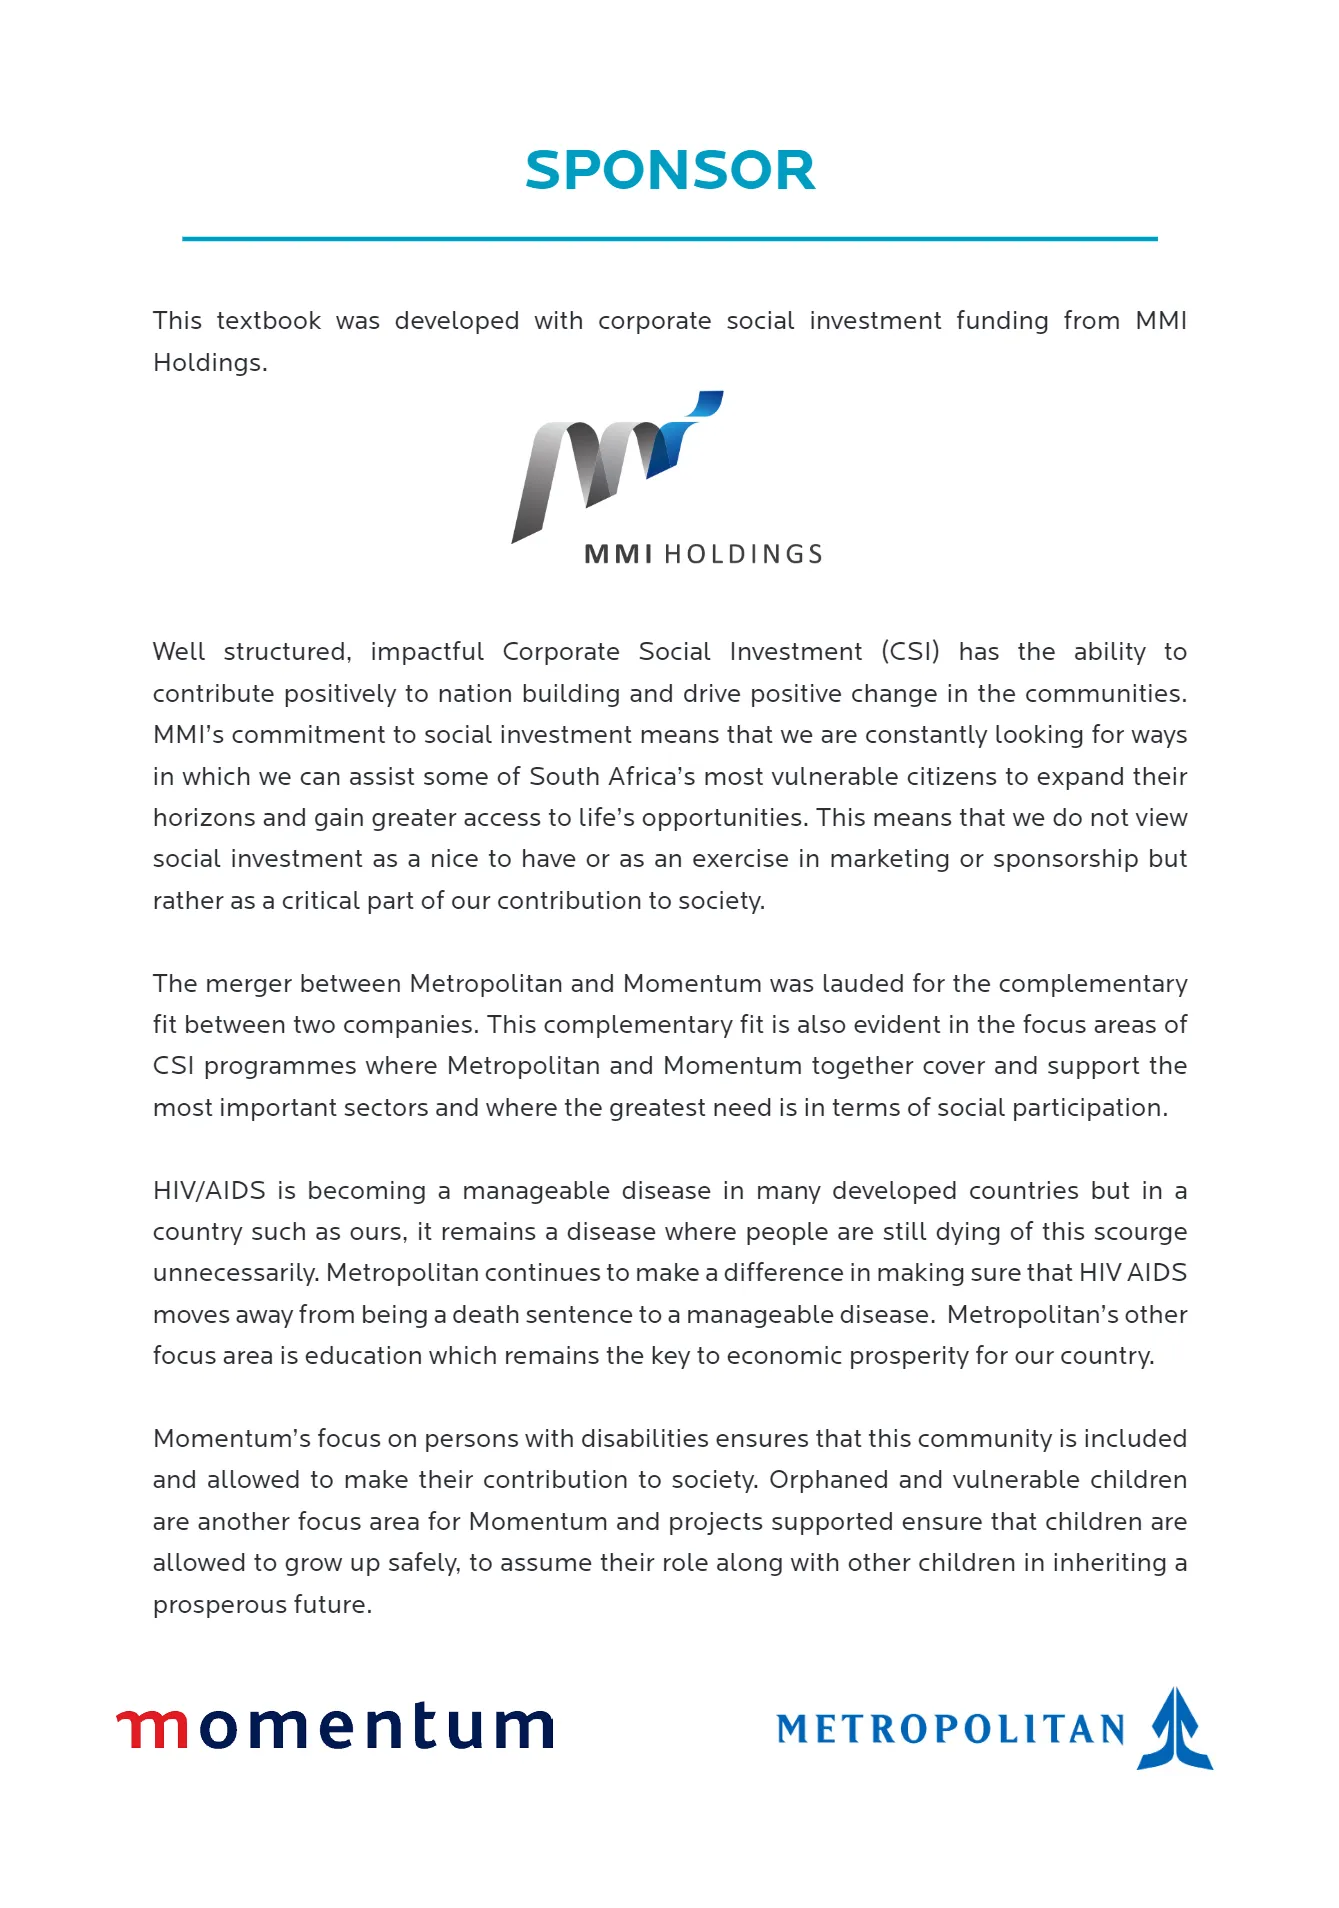 SPONSOR
This textbook was developed with corporate social investment funding from MMI
Holdings.
MMI HOLDINGS
Well structured, impactful Corporate Social Investment (CSI) has the ability to
contribute positively to nation building and drive positive change in the communities.
MMI’s commitment to social investment means that we are constantly looking for ways
in which we can assist some of South Africa’s most vulnerable citizens to expand their
horizons and gain greater access to life’s opportunities. This means that we do not view
social investment as a nice to have or as an exercise in marketing or sponsorship but
rather as a critical part of our contribution to society.
The merger between Metropolitan and Momentum was lauded for the complementary
fit between two companies. This complementary fit is also evident in the focus areas of
CSI programmes where Metropolitan and Momentum together cover and support the
most important sectors and where the greatest need is in terms of social participation.
HIV/AIDS is becoming a manageable disease in many developed countries but in a
country such as ours, it remains a disease where people are still dying of this scourge
unnecessarily. Metropolitan continues to make a difference in making sure that HIV AIDS
moves away from being a death sentence to a manageable disease.  Metropolitan’s other
focus area is education which remains the key to economic prosperity for our country.
Momentum’s focus on persons with disabilities ensures that this community is included
and allowed to make their contribution to society. Orphaned and vulnerable children
are another focus area for Momentum and projects supported ensure that children are
allowed to grow up safely, to assume their role along with other children in inheriting a
prosperous future.
momentum
METROPOLITAN